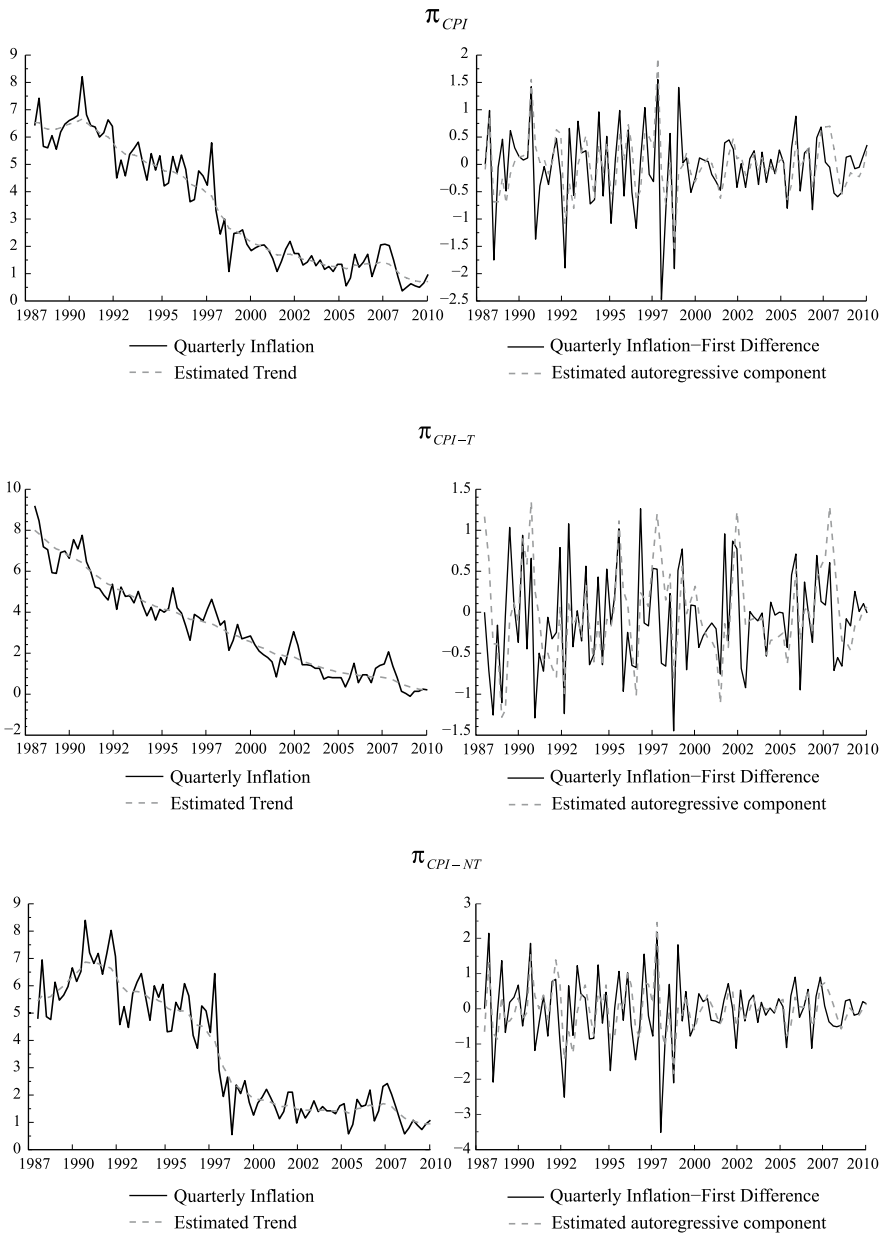 π CPI
9
8
7
6
5
4
3
2
1
0
1987 1990 1992 1995 1997 2000 2002 2005 2007 2010
Quarterly Inflation
Estimated Trend
2
1.5
1
0.5
0
−0.5
−1
−1.5
−2
−2.5
1987 1990 1992 1995 1997 2000 2002 2005 2007 2010
Quarterly Inflation−First Difference
Estimated autoregressive component
π CPI−T
10
8
6
4
2
0
−2
1987 1990 1992 1995 1997 2000 2002 2005 2007 2010
Quarterly Inflation
Estimated Trend
1.5
1
0.5
0
−0.5
−1
−1.5
1987 1990 1992 1995 1997 2000 2002 2005 2007 2010
Quarterly Inflation−First Difference
Estimated autoregressive component
π CPI−NT
9
8
7
6
5
4
3
2
1
0
1987 1990 1992 1995 1997 2000 2002 2005 2007 2010
Quarterly Inflation
Estimated Trend
3
2
1
0
−1
−2
−3
−4
1987 1990 1992 1995 1997 2000 2002 2005 2007 2010
Quarterly Inflation−First Difference
Estimated autoregressive component